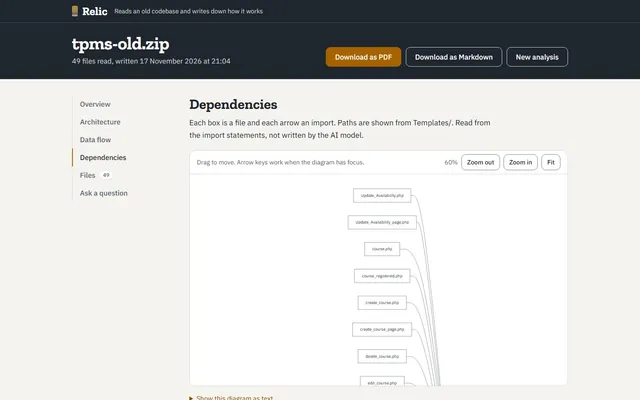 Relic Reads an old codebase and writes down how it works
tpms-old.zip
49 files read, written 17 November 2026 at 21:04
Download as PDF Download as Markdown New analysis
Overview
Architecture
Data flow
Dependencies
Files 49
Ask a question
Dependencies
Each box is a file and each arrow an import. Paths are shown from Templates/. Read from
the import statements, not written by the AI model.
Drag to move. Arrow keys work when the diagram has focus. 60% Zoom out Zoom in Fit
Update_Availability.php
Update_Availability_page.php
course.php
course_registered.php
create_course.php
create_course_page.php
delete_course.php
edit_course.php
Show this diagram as text